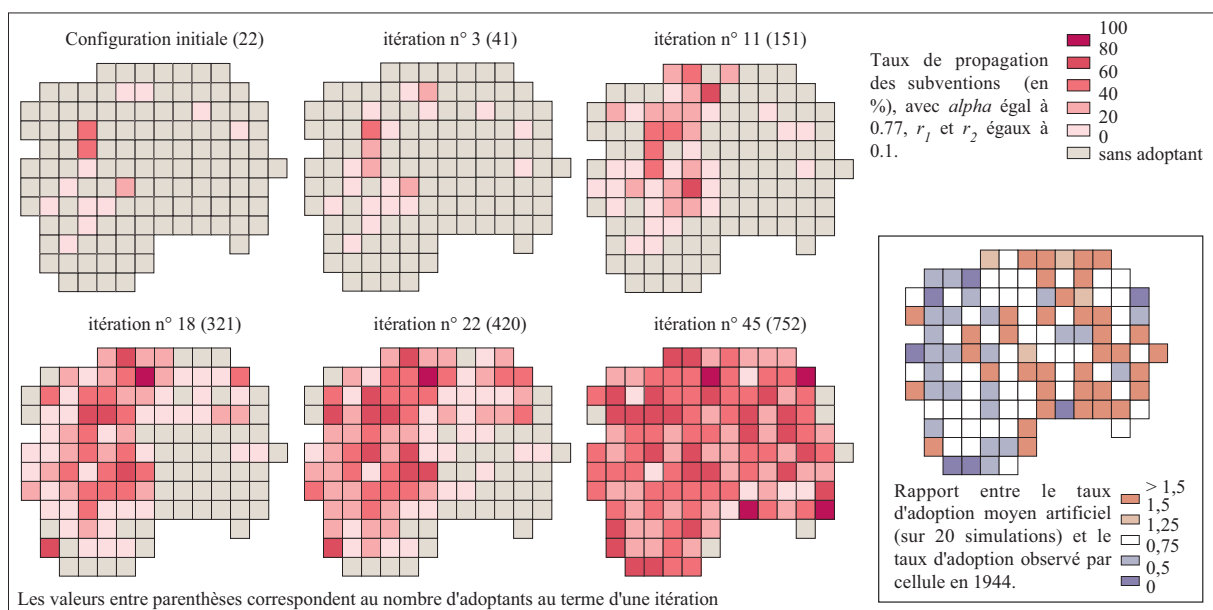 Configuration initiale (22)
itération n° 3 (41)
itération n° 11 (151)
Taux de propagation
des subventions (en
%), avec alpha égal à
0.77, r1 et r2 égaux à
0.1.
100
80
60
40
20
0
sans adoptant
itération n° 18 (321)
itération n° 22 (420)
itération n° 45 (752)
Rapport entre le taux
d'adoption moyen artificiel
(sur 20 simulations) et le
taux d'adoption observé par
cellule en 1944.
> 1,5
1,5
1,25
0,75
0,5
0
Les valeurs entre parenthèses correspondent au nombre d'adoptants au terme d'une itération